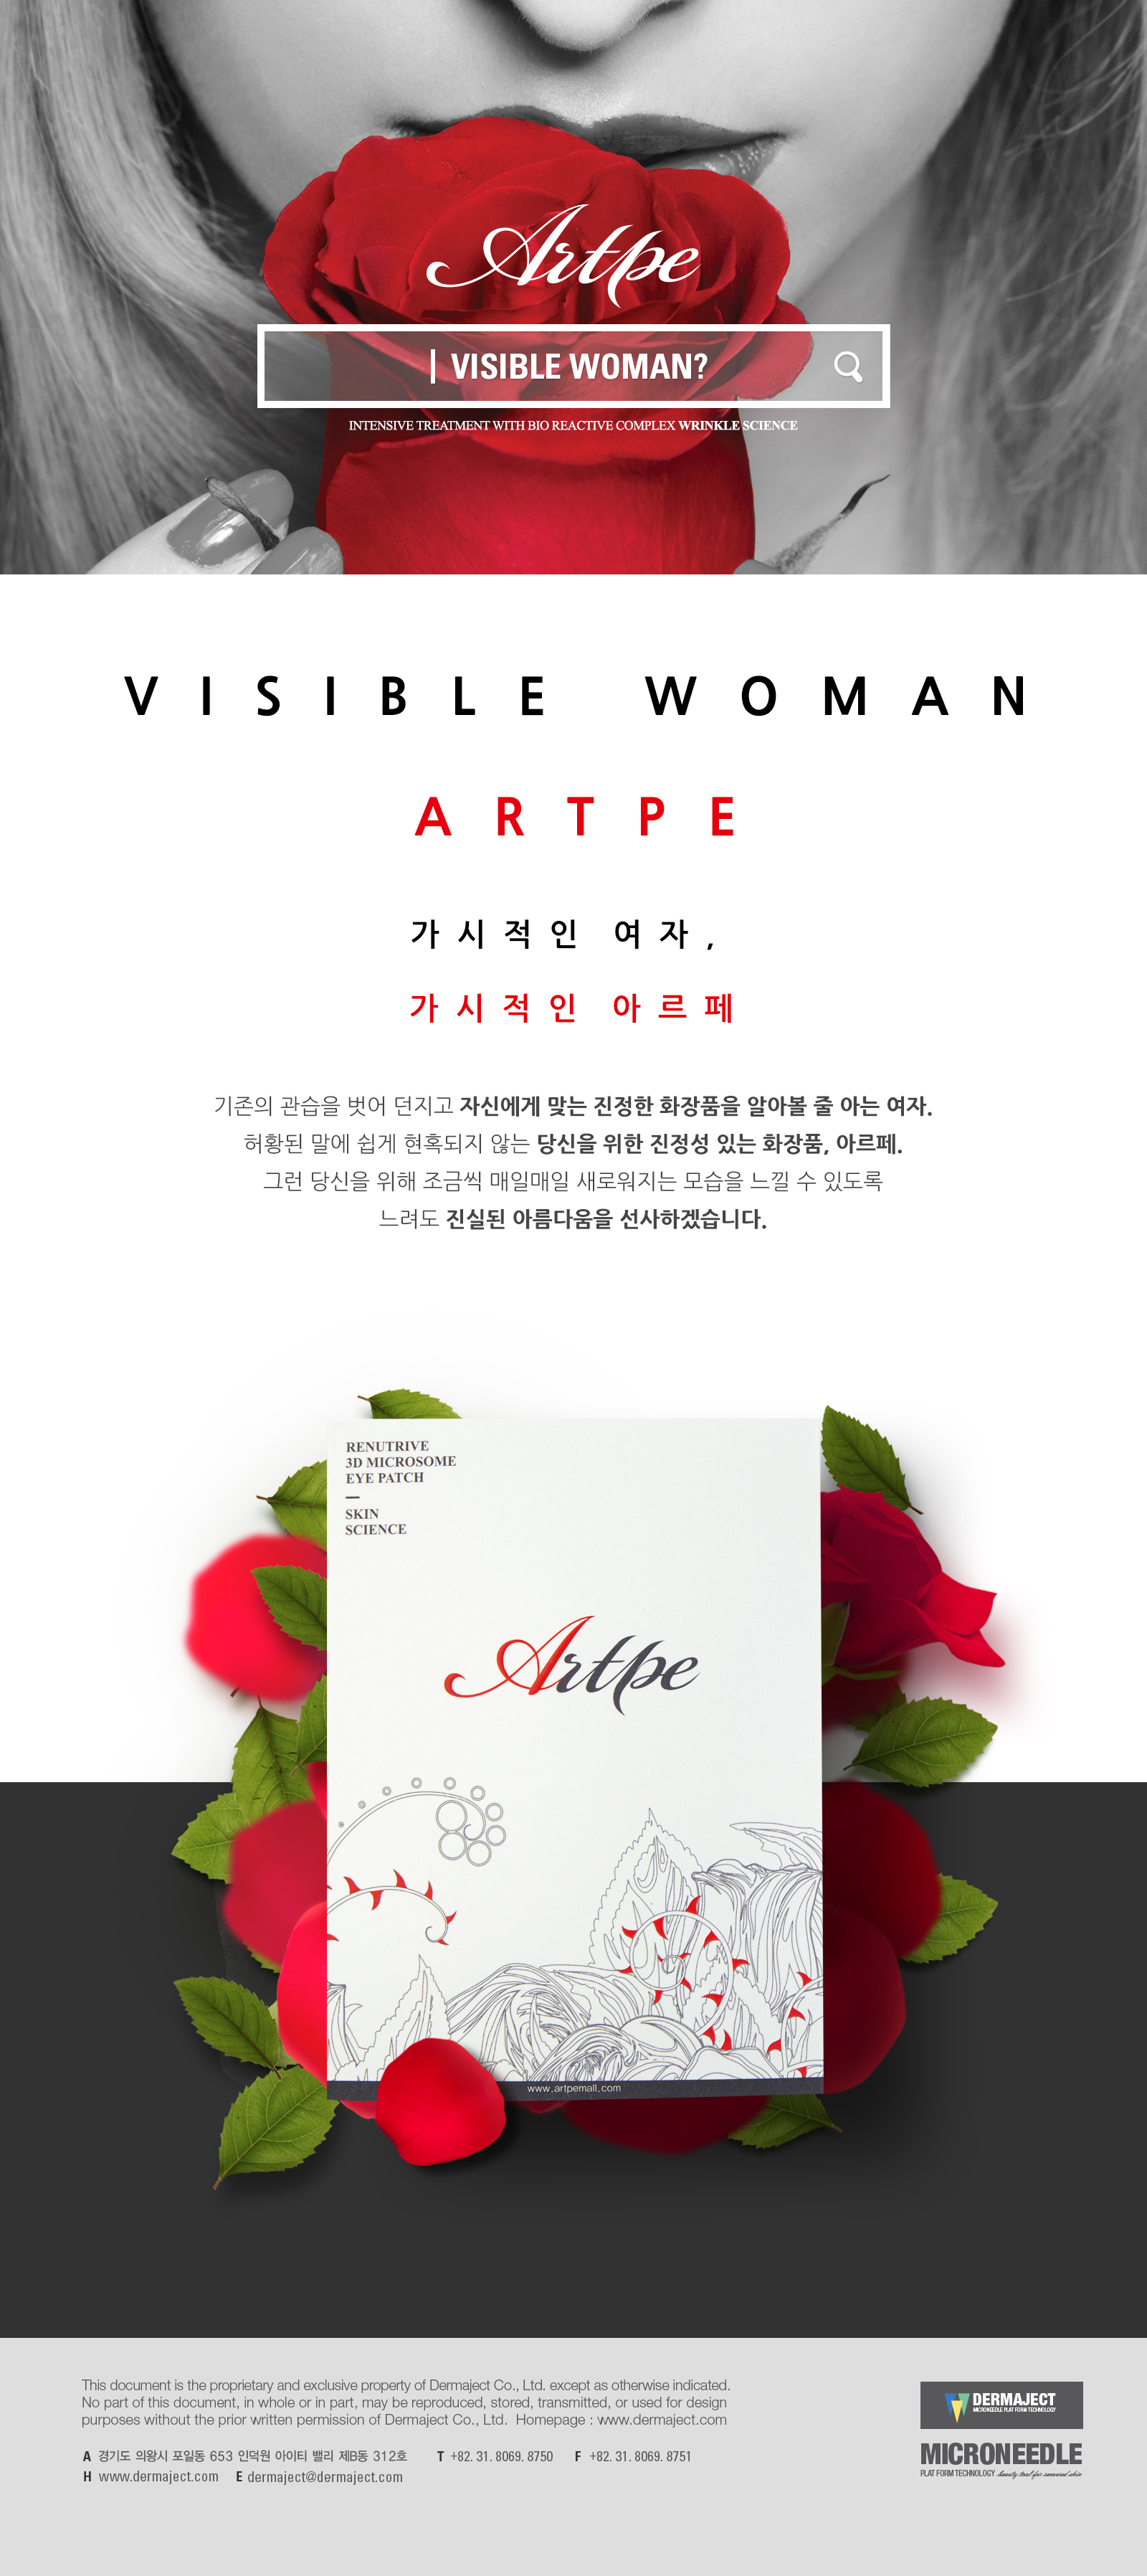 Artpe
| VISIBLE WOMAN?
INTENSIVE TREATMENT WITH BIO REACTIVE COMPLEX WRINKLE SCIENCE
VISIBLE WOMAN
ARTPE
가시적인 여자,
가시적인 아르페
기존의 관습을 벗어 던지고 자신에게 맞는 진정한 화장품을 알아볼 줄 아는 여자.
허황된 말에 쉽게 현혹되지 않는 당신을 위한 진정성 있는 화장품, 아르페.
그런 당신을 위해 조금씩 매일매일 새로워지는 모습을 느낄 수 있도록
느려도 진실된 아름다움을 선사하겠습니다.
RENUTRIVE
3D MICROSOME
EYE PATCH
—
SKIN
SCIENCE
Artpe
www.artpemall.com
This document is the proprietary and exclusive property of Dermaject Co., Ltd. except as otherwise indicated.
No part of this document, in whole or in part, may be reproduced, stored, transmitted, or used for design
purposes without the prior written permission of Dermaject Co., Ltd. Homepage : www.dermaject.com
A 경기도 의왕시 포일동 653 인덕원 아이티 밸리 제B동 312호 T +82. 31. 8069. 8750 F +82. 31. 8069. 8751
H www.dermaject.com E dermaject@dermaject.com
DERMAJECT
MICRONEEDLE PLAT FORM TECHNOLOGY
MICRONEEDLE
PLAT FORM TECHNOLOGY beauty tool for renewed skin